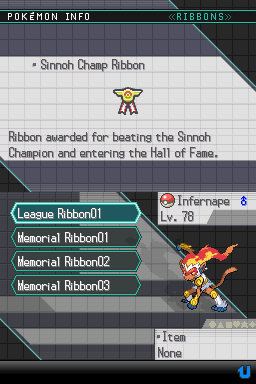 POKéMON INFO
«RIBBONS»
• Sinnoh Champ Ribbon
Ribbon awarded for beating the Sinnoh
Champion and entering the Hall of Fame.
League Ribbon01
Memorial Ribbon01
Memorial Ribbon02
Memorial Ribbon03
Infernape ♂
Lv. 78
• Item
None